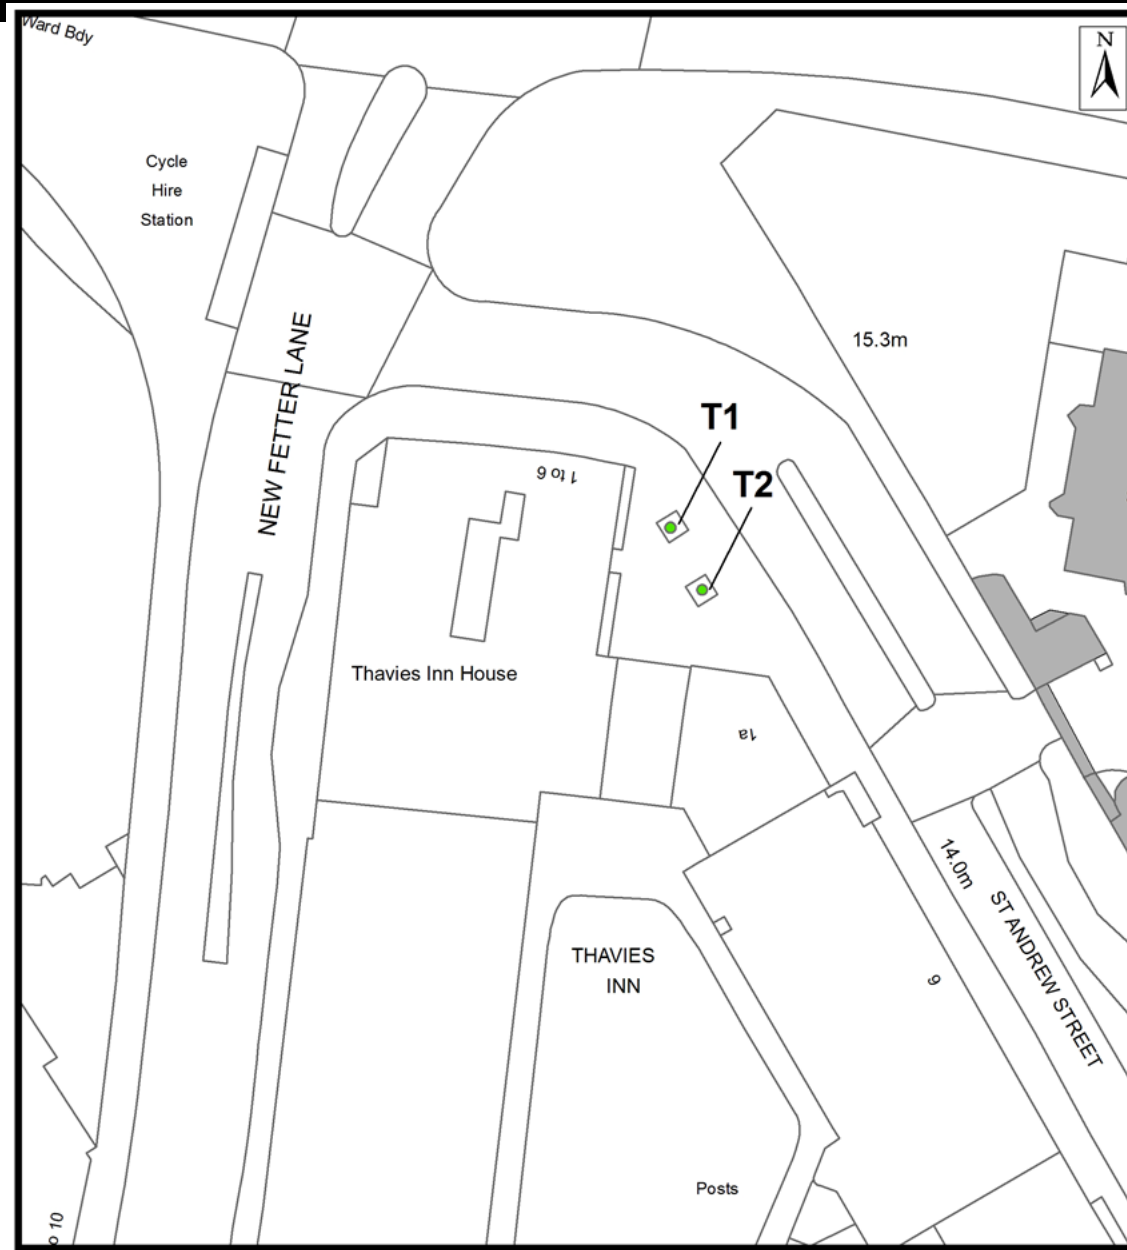 Ward Bdy
N
Cycle
Hire
Station
NEW FETTER LANE
15.3m
T1
1 to 6
T2
Thavies Inn House
1a
14.0m
ST ANDREW STREET
THAVIES
INN
9
Posts
o 10